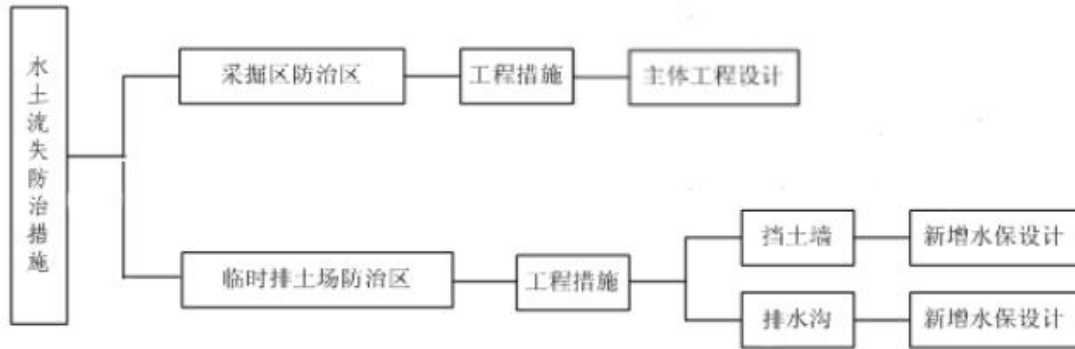 水土流失防治措施
采掘区防治区
工程措施
主体工程设计
临时排土场防治区
工程措施
挡土墙
新增水保设计
排水沟
新增水保设计